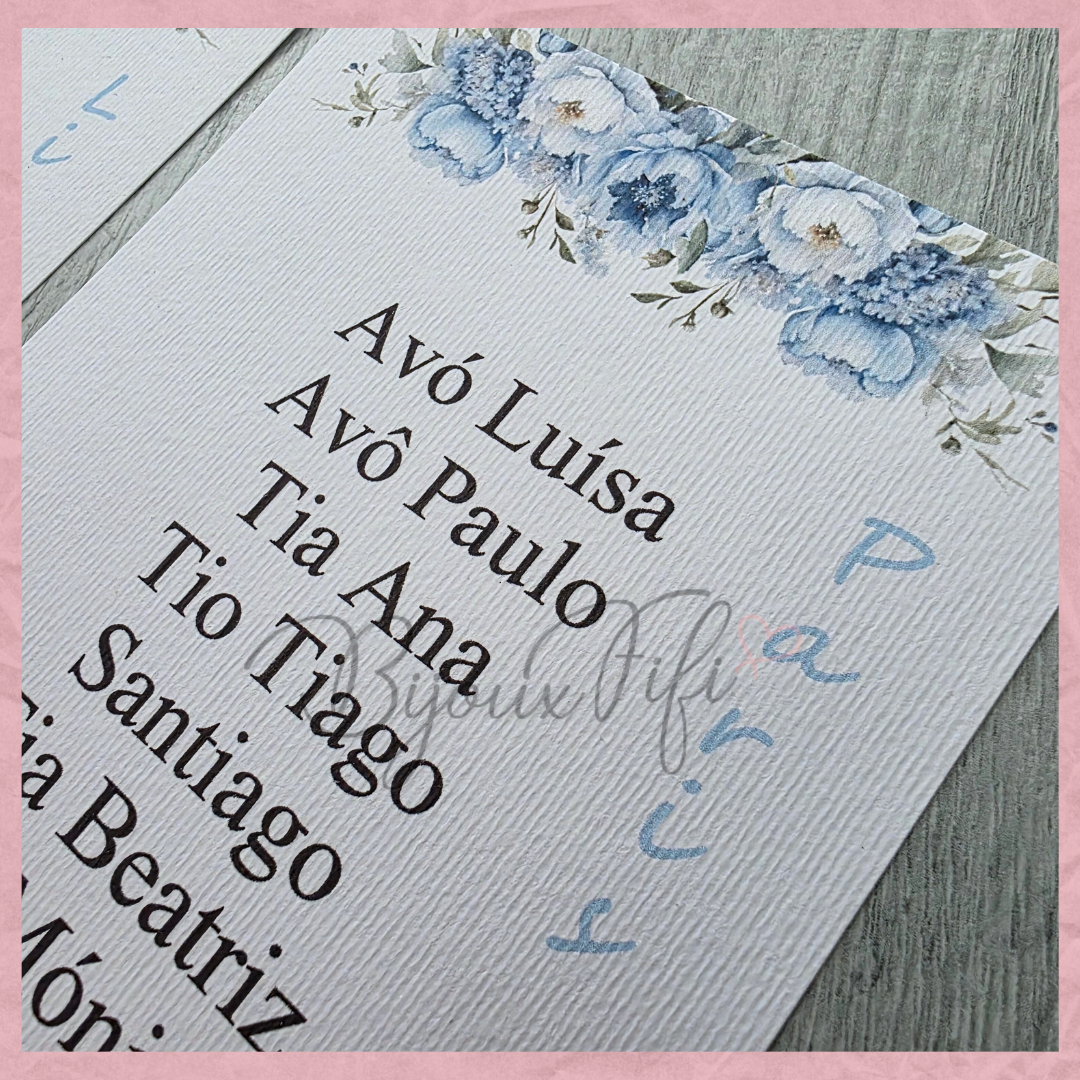 Avó Luísa
Avô Paulo
Tia Ana
Tio Tiago
Santiago
Beatriz
Paris
Bijoux Fifi